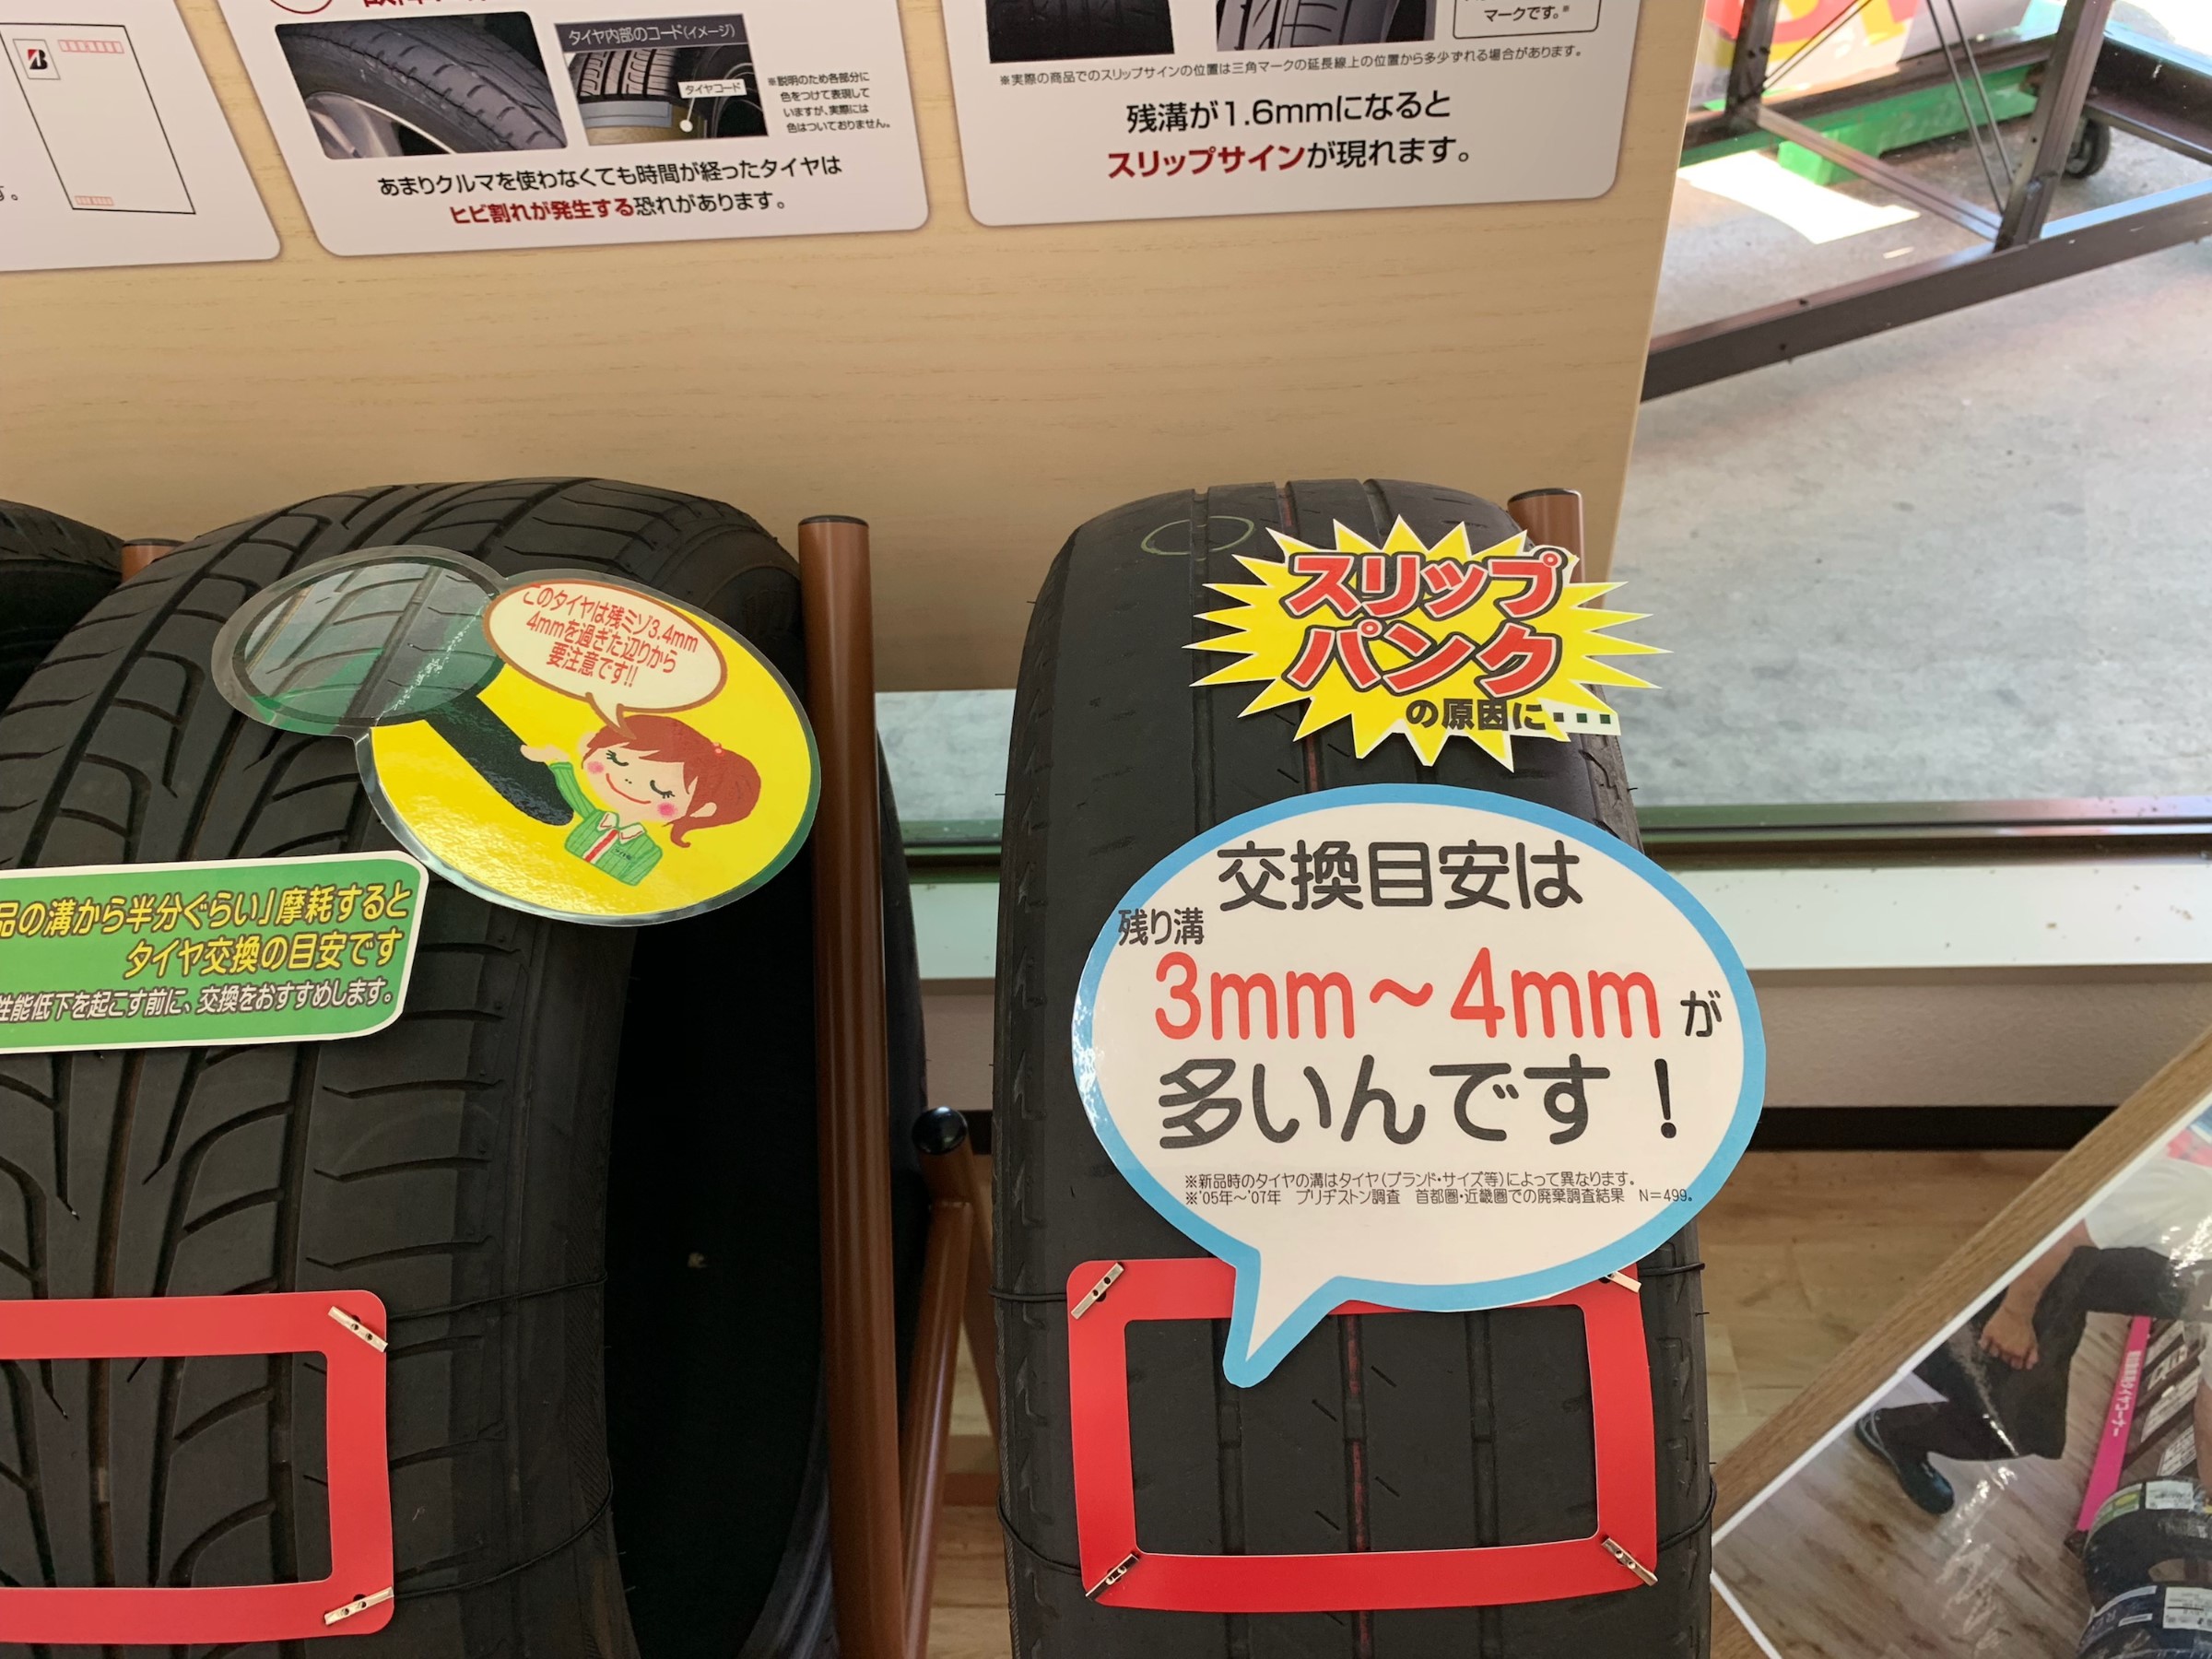 す。
タイヤ内部のコード(イメージ)
タイヤコード
※説明のため各部分に
色をつけて表現して
いますが、実際には
色はついておりません。
あまりクルマを使わなくても時間が経ったタイヤは
ヒビ割れが発生する恐れがあります。
マークです。※
※実際の商品でのスリップサインの位置は三角マークの延長線上の位置から多少ずれる場合があります。
残溝が1.6mmになると
スリップサインが現れます。
このタイヤは残ミゾ3.4mm
4mmを過ぎた辺りから
要注意です!!
品の溝から半分ぐらい」摩耗すると
タイヤ交換の目安です
性能低下を起こす前に、交換をおすすめします。
スリップ
パンク
の原因に…
交換目安は
残り溝
3mm～4mmが
多いんです！
※新品時のタイヤの溝はタイヤ(ブランド・サイズ等)によって異なります。
※'05年～'07年　ブリヂストン調査　首都圏・近畿圏での廃棄調査結果　N=499。